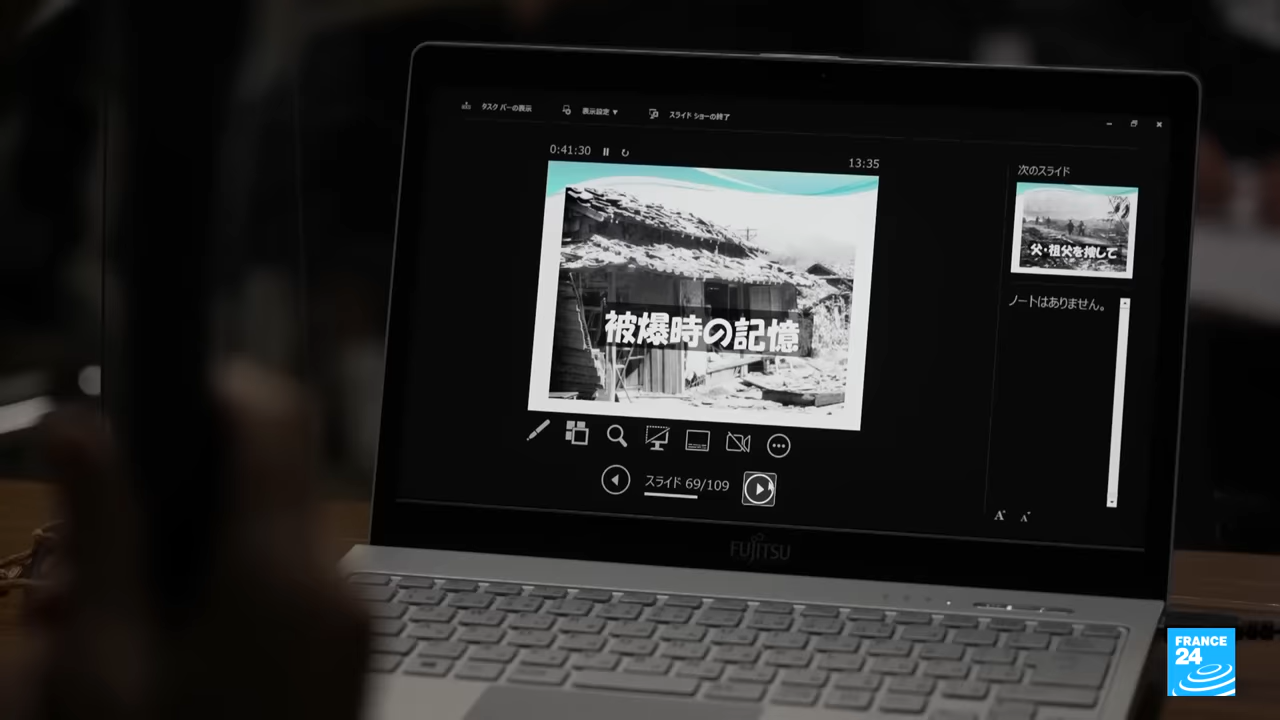 タスク バーの表示
表示設定 ▼
スライド ショーの終了
0:41:30
13:35
被爆時の記憶
次のスライド
父・祖父を捜して
ノートはありません。
スライド 69/109
A A
FUJITSU
FRANCE
24